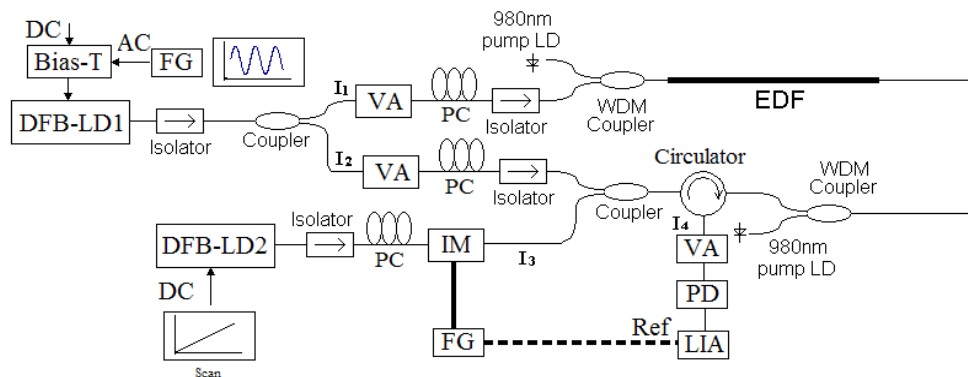 DC
Bias-T
AC
FG
DFB-LD1
Isolator
Coupler
I1
VA
PC
Isolator
980nm
pump LD
WDM
Coupler
EDF
I2
VA
PC
Isolator
Coupler
Circulator
I4
WDM
Coupler
980nm
pump LD
DFB-LD2
Isolator
PC
IM
I3
VA
PD
LIA
DC
Scan
FG
Ref